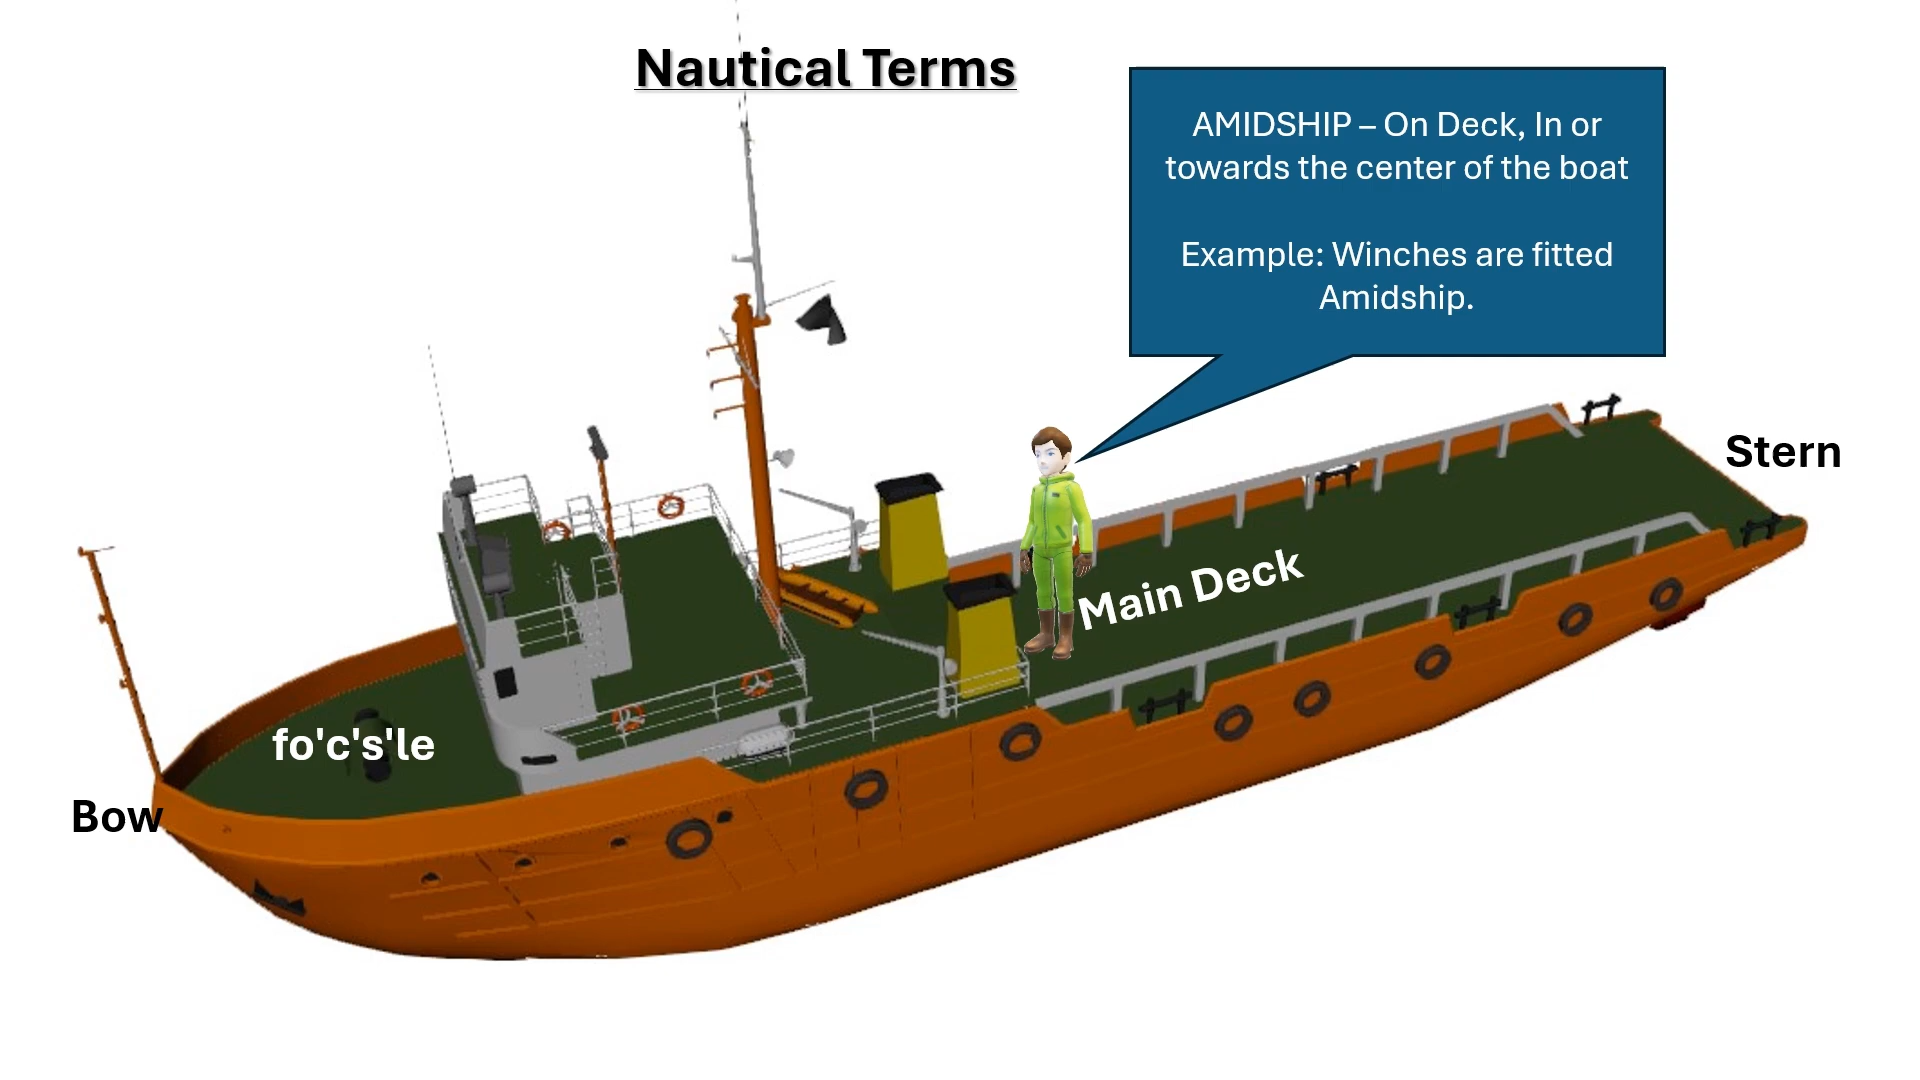 Nautical Terms
AMIDSHIP – On Deck, In or
towards the center of the boat
Example: Winches are fitted
Amidship.
Stern
Main Deck
fo'c's'le
Bow